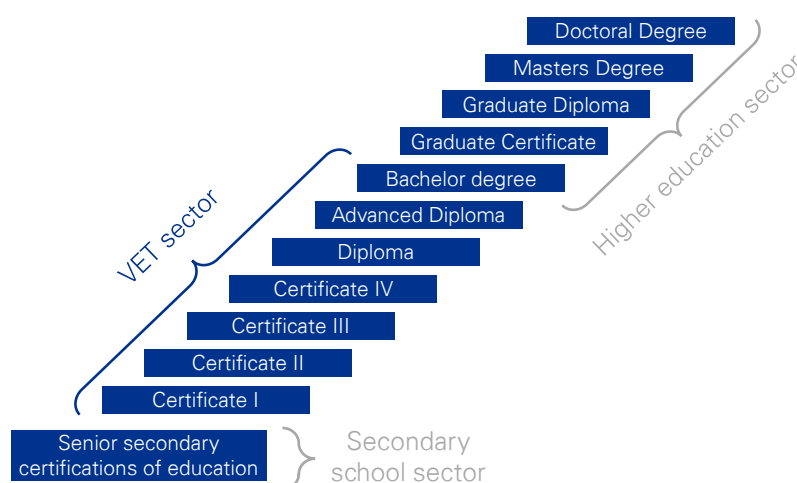 Doctoral Degree
Masters Degree
Graduate Diploma
Graduate Certificate
Bachelor degree
Advanced Diploma
Diploma
Certificate IV
Certificate III
Certificate II
Certificate I
Senior secondary
certifications of education
VET sector
Higher education sector
Secondary
school sector